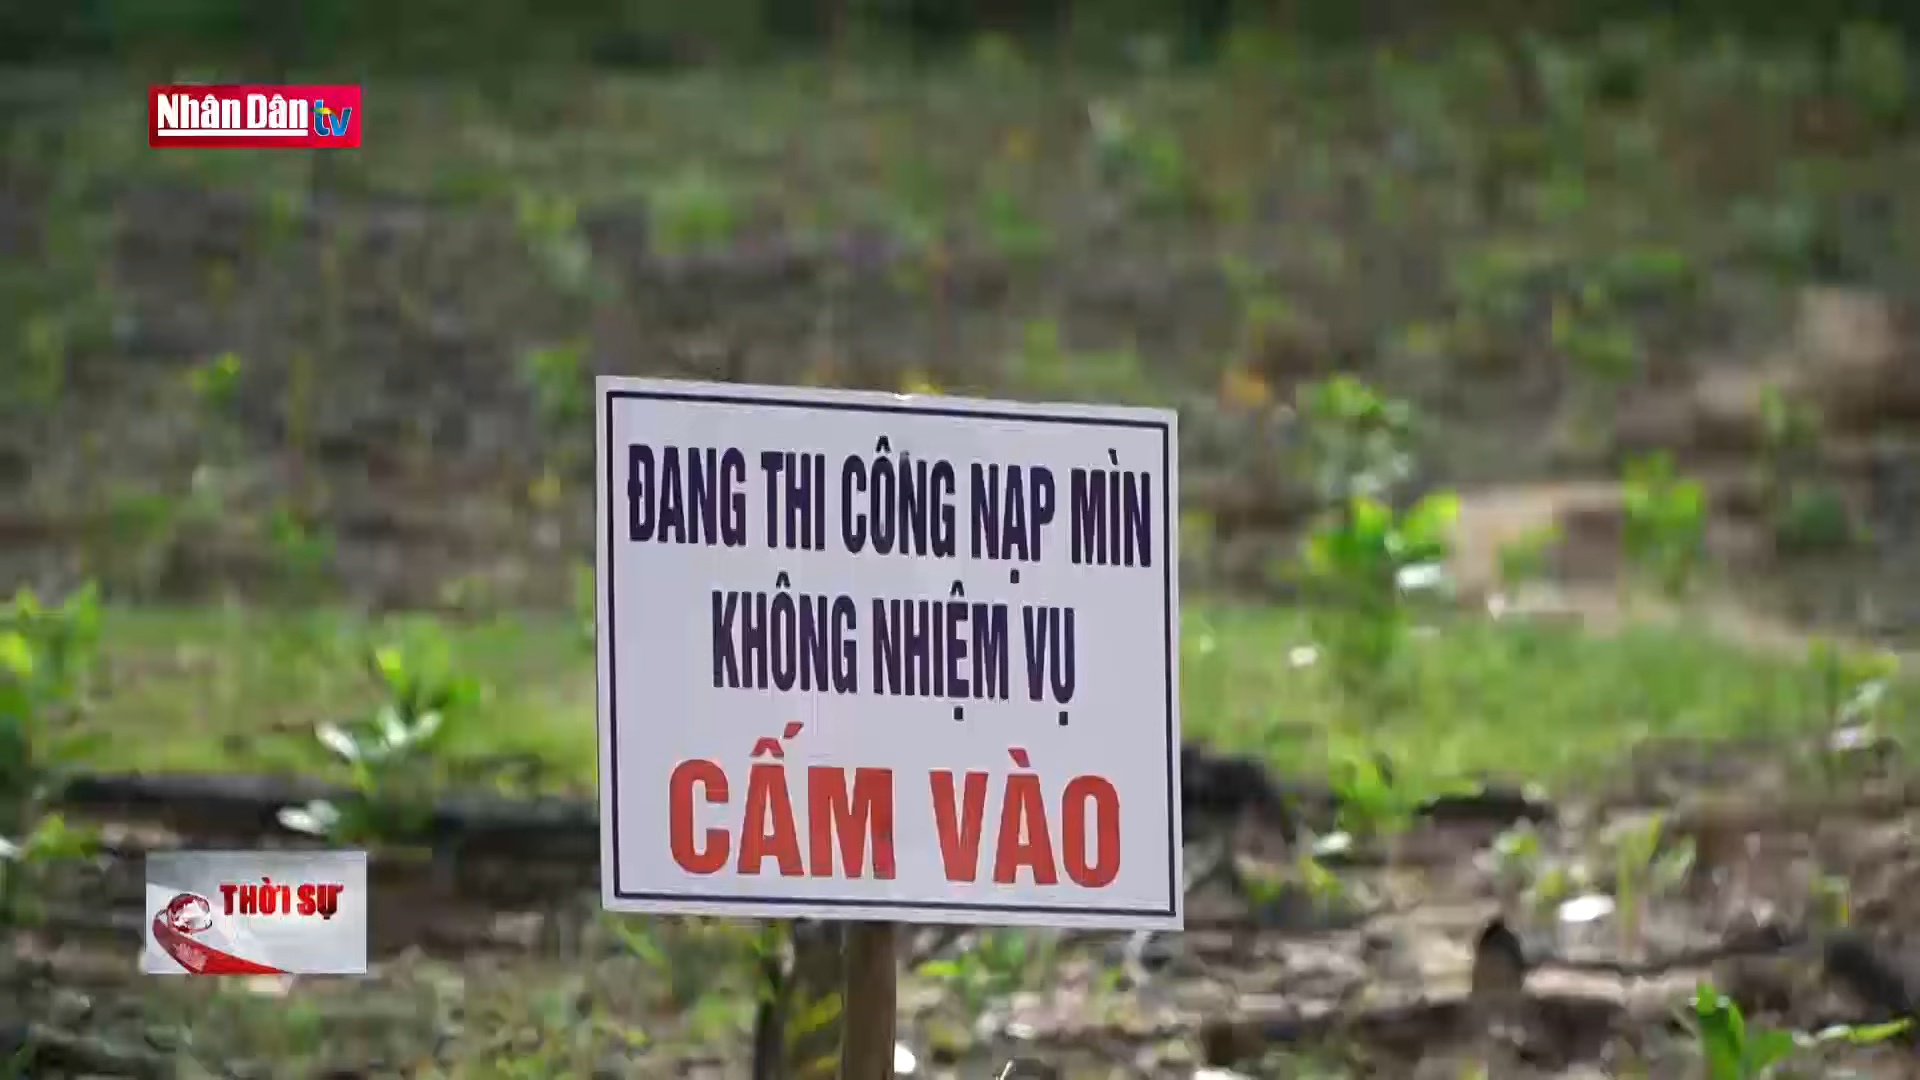 Nhân Dân tv
ĐANG THI CÔNG NẠP MÌN
KHÔNG NHIỆM VỤ
CẤM VÀO
THỜI SỰ